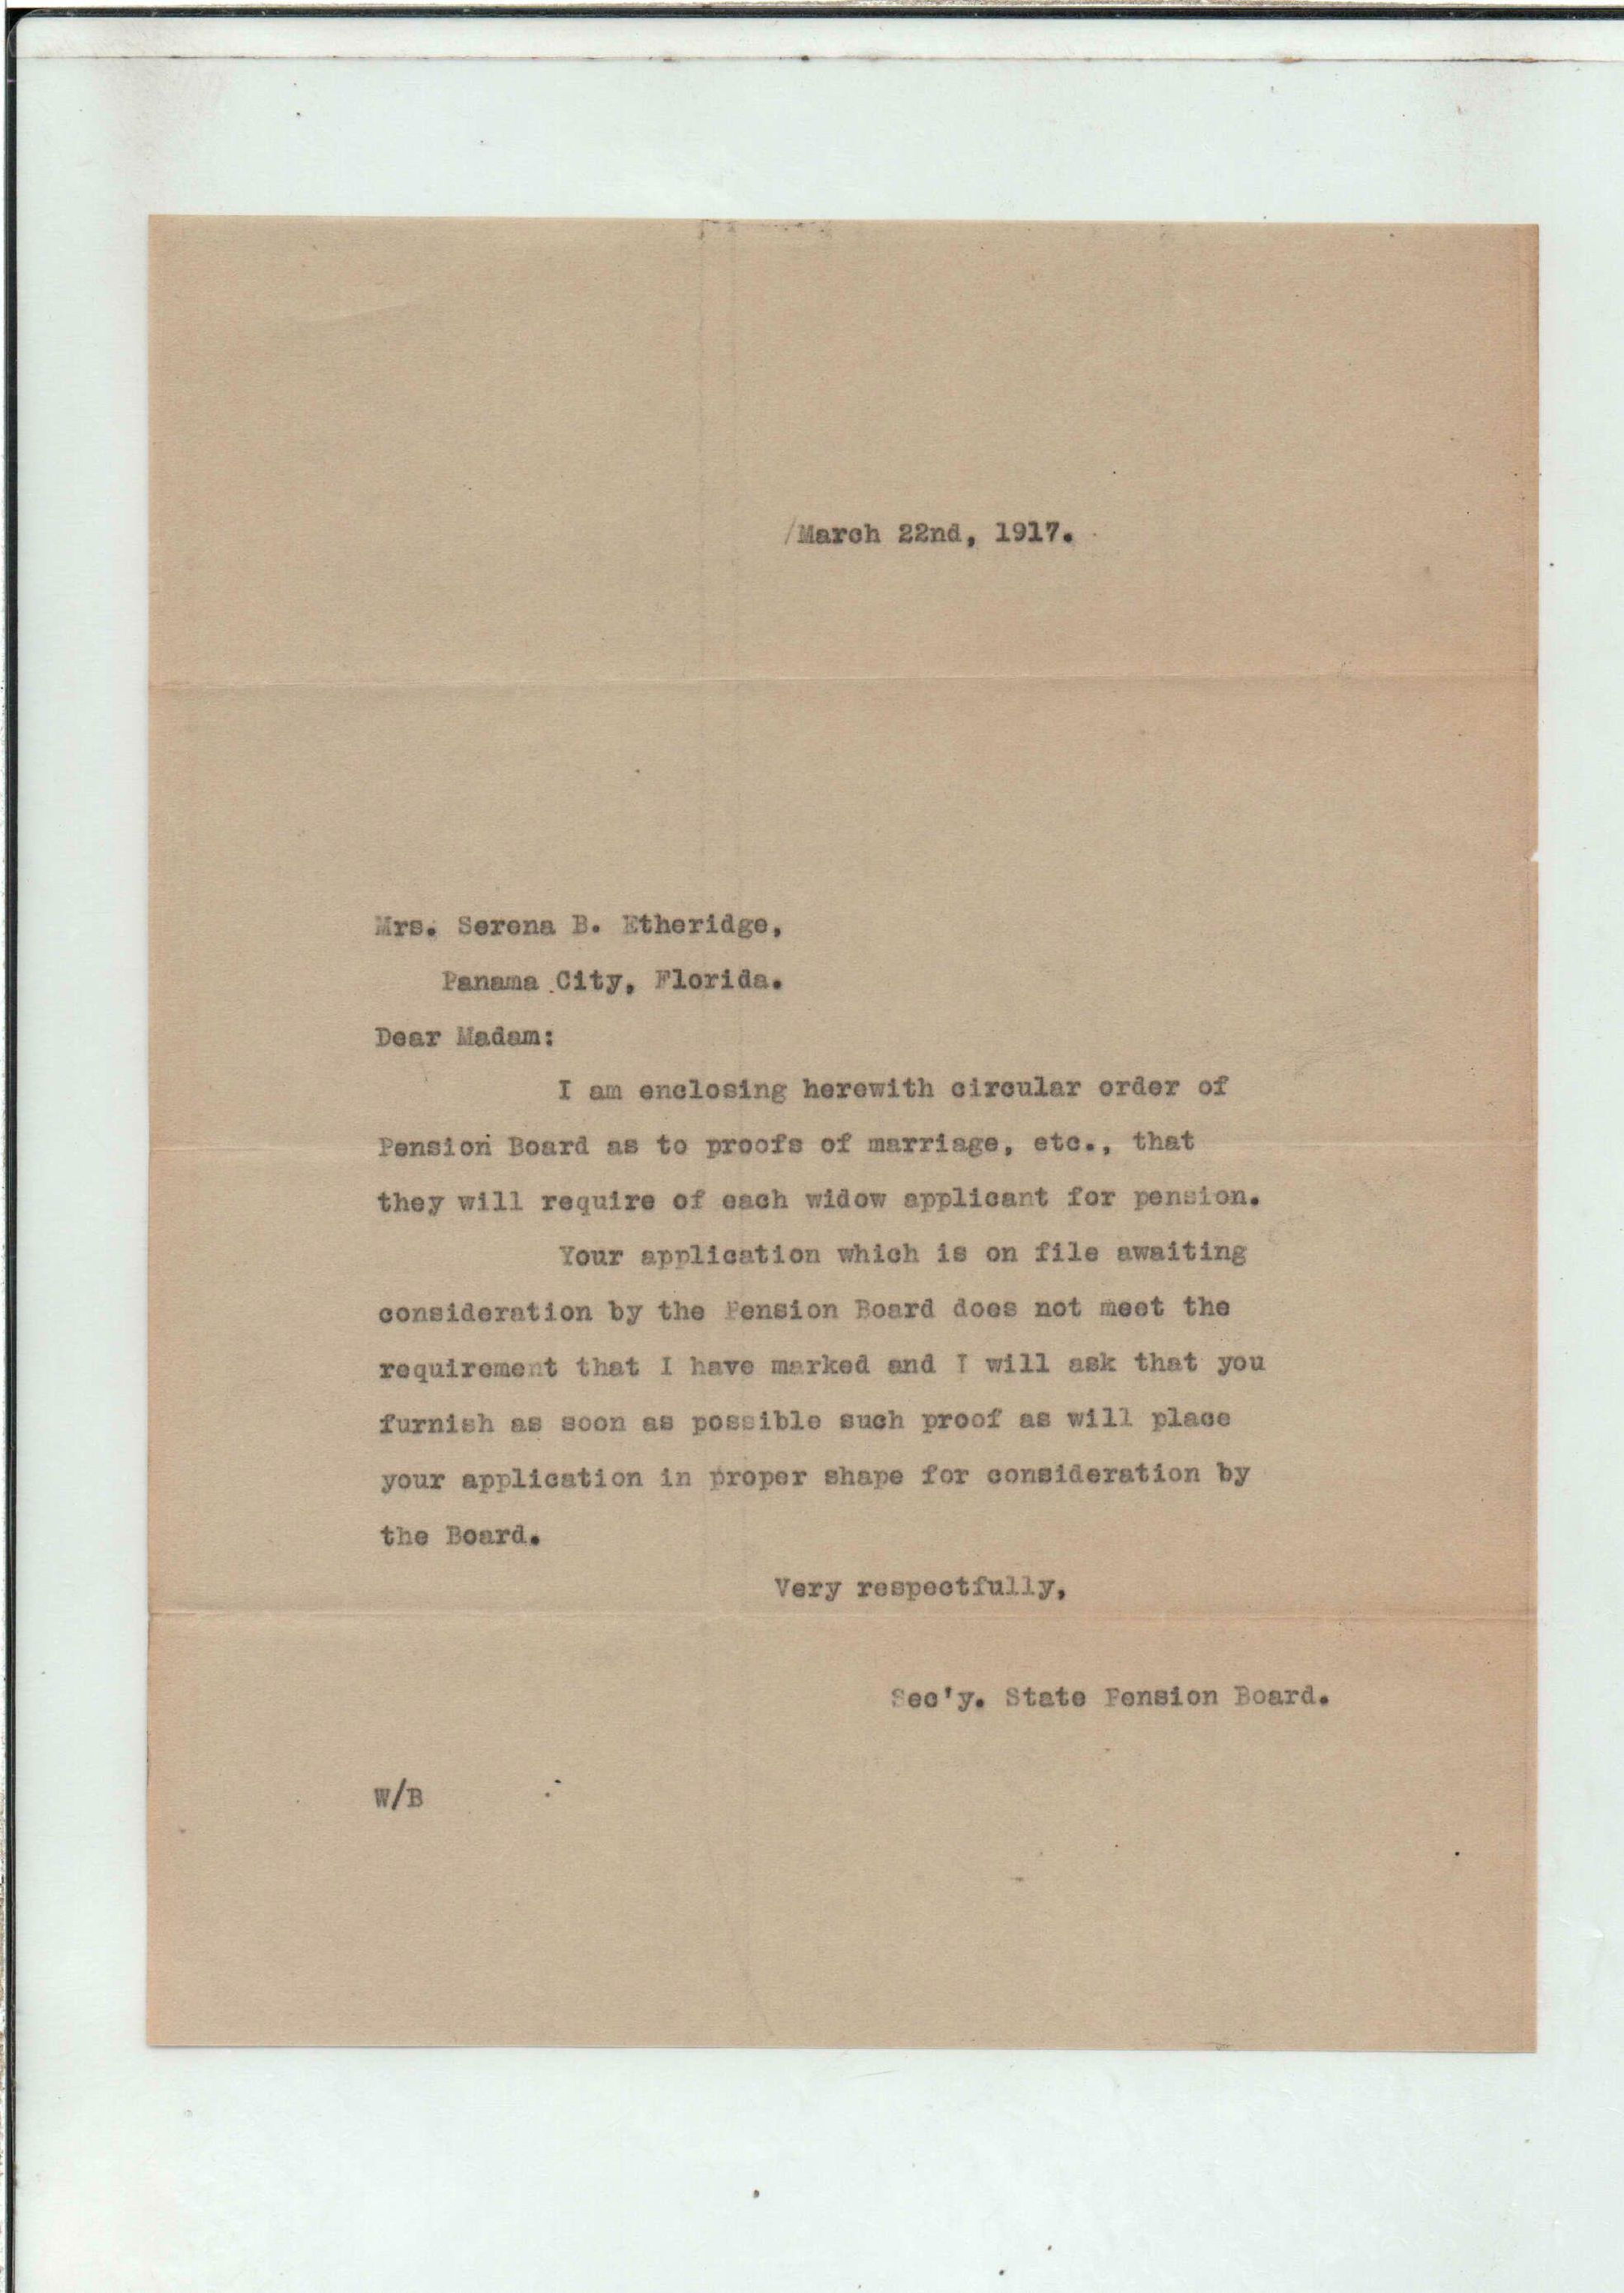 /March 22nd, 1917.
Mrs. Serena B. Etheridge,
Panama City, Florida.
Dear Madam:
I am enclosing herewith circular order of
Pension Board as to proofs of marriage, etc., that
they will require of each widow applicant for pension.
Your application which is on file awaiting
consideration by the Pension Board does not meet the
requirement that I have marked and I will ask that you
furnish as soon as possible such proof as will place
your application in proper shape for consideration by
the Board.
Very respectfully,
Sec'y. State Pension Board.
W/B